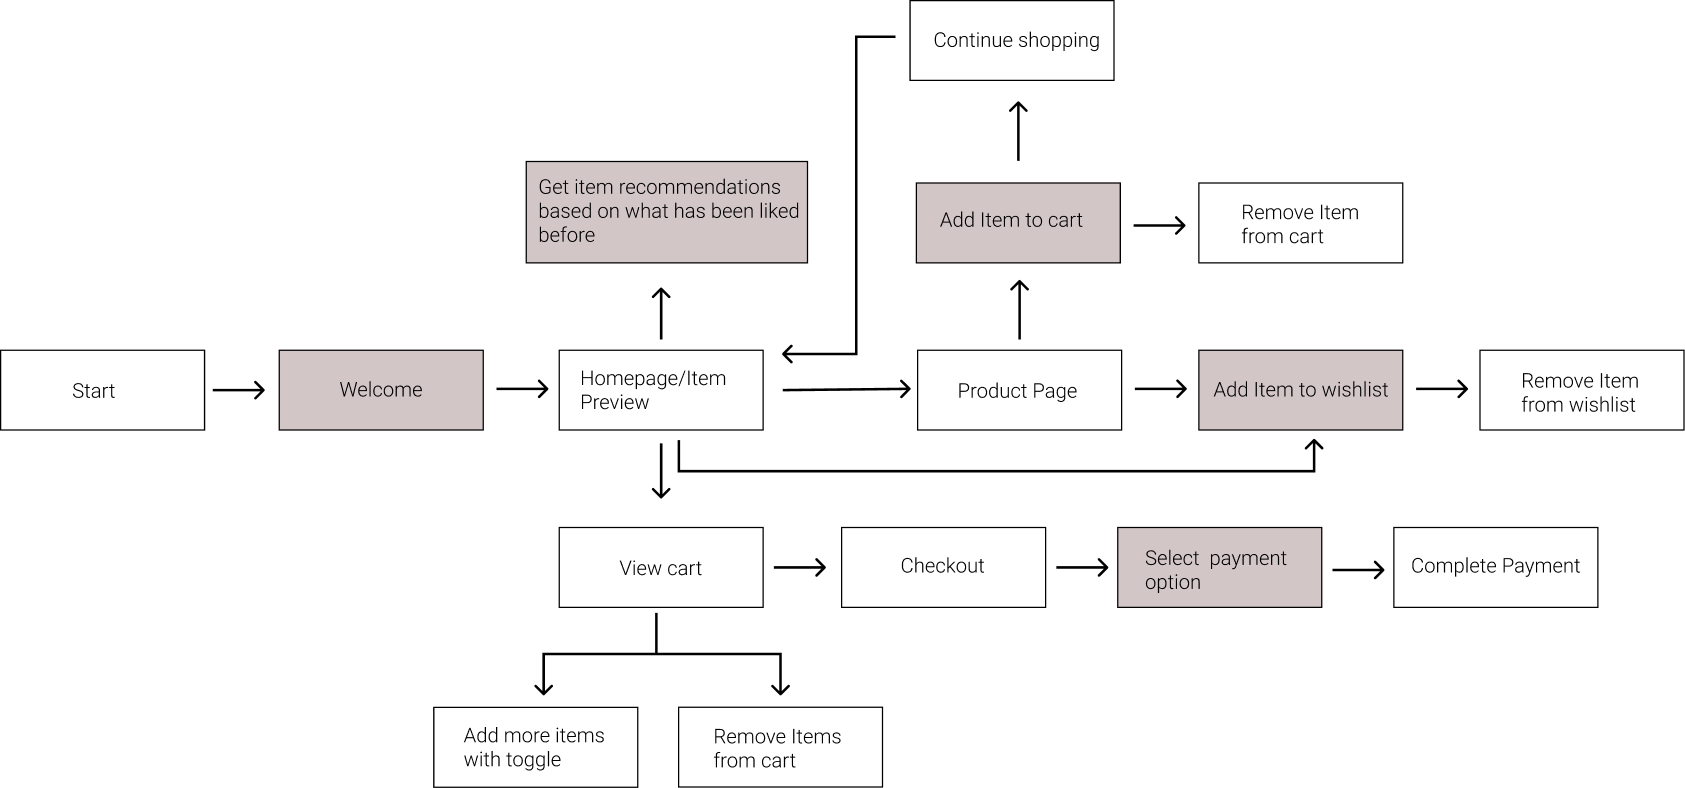 Continue shopping
Get item recommendations
based on what has been liked
before
Add Item to cart
Remove Item
from cart
Start
Welcome
Homepage/Item
Preview
Product Page
Add Item to wishlist
Remove Item
from wishlist
View cart
Checkout
Select payment
option
Complete Payment
Add more items
with toggle
Remove Items
from cart